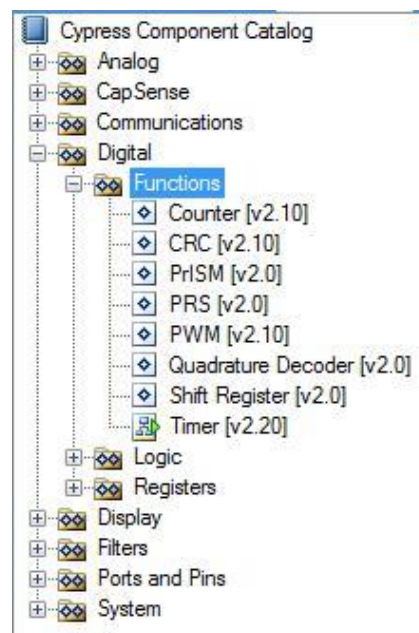 Cypress Component Catalog
Analog
CapSense
Communications
Digital
Functions
Counter [v2.10]
CRC [v2.10]
PrISM [v2.0]
PRS [v2.0]
PWM [v2.10]
Quadrature Decoder [v2.0]
Shift Register [v2.0]
Timer [v2.20]
Logic
Registers
Display
Filters
Ports and Pins
System